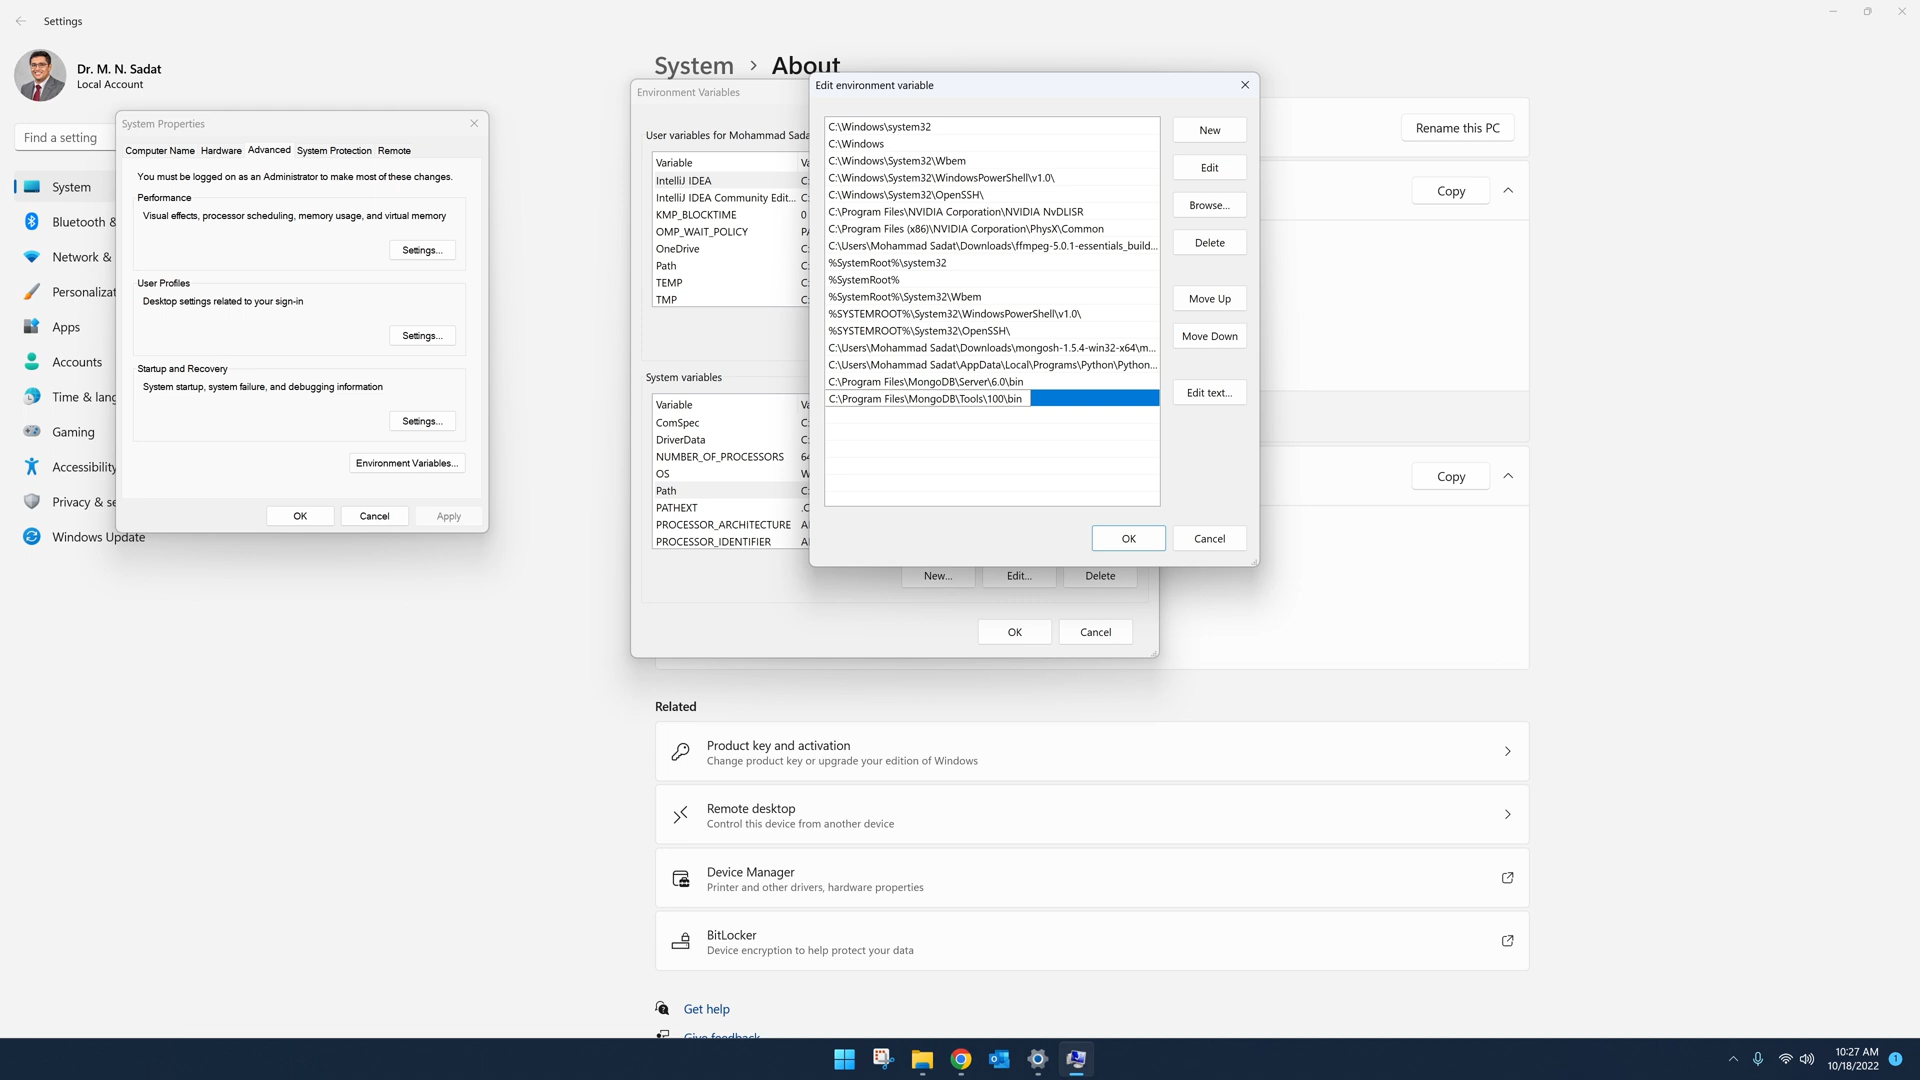 Settings
Dr. M. N. Sadat
Local Account
Find a setting
System
Bluetooth &
Network &
Personalizat
Apps
Accounts
Time & lang
Gaming
Accessibility
Privacy & se
Windows Update
System Properties
Computer Name Hardware Advanced System Protection Remote
You must be logged on as an Administrator to make most of these changes.
Performance
Visual effects, processor scheduling, memory usage, and virtual memory
Settings...
User Profiles
Desktop settings related to your sign-in
Settings...
Startup and Recovery
System startup, system failure, and debugging information
Settings...
Environment Variables...
OK Cancel Apply
System > About
Rename this PC
Copy
Copy
Environment Variables
User variables for Mohammad Sada
Variable
IntelliJ IDEA
IntelliJ IDEA Community Edit...
KMP_BLOCKTIME 0
OMP_WAIT_POLICY PA
OneDrive C:
Path C:
TEMP C:
TMP C:
System variables
Variable
ComSpec C:
DriverData C:
NUMBER_OF_PROCESSORS 64
OS W
Path C:
PATHEXT .C
PROCESSOR_ARCHITECTURE A
PROCESSOR_IDENTIFIER A
New... Edit... Delete
OK Cancel
Edit environment variable
C:\Windows\system32
C:\Windows
C:\Windows\System32\Wbem
C:\Windows\System32\WindowsPowerShell\v1.0\
C:\Windows\System32\OpenSSH\
C:\Program Files\NVIDIA Corporation\NVIDIA NvDLISR
C:\Program Files (x86)\NVIDIA Corporation\PhysX\Common
C:\Users\Mohammad Sadat\Downloads\ffmpeg-5.0.1-essentials_build...
%SystemRoot%\system32
%SystemRoot%
%SystemRoot%\System32\Wbem
%SYSTEMROOT%\System32\WindowsPowerShell\v1.0\
%SYSTEMROOT%\System32\OpenSSH\
C:\Users\Mohammad Sadat\Downloads\mongosh-1.5.4-win32-x64\m...
C:\Users\Mohammad Sadat\AppData\Local\Programs\Python\Python...
C:\Program Files\MongoDB\Server\6.0\bin
C:\Program Files\MongoDB\Tools\100\bin
New
Edit
Browse...
Delete
Move Up
Move Down
Edit text...
OK Cancel
Related
Product key and activation
Change product key or upgrade your edition of Windows
Remote desktop
Control this device from another device
Device Manager
Printer and other drivers, hardware properties
BitLocker
Device encryption to help protect your data
Get help
Give feedback
10:27 AM
10/18/2022
1